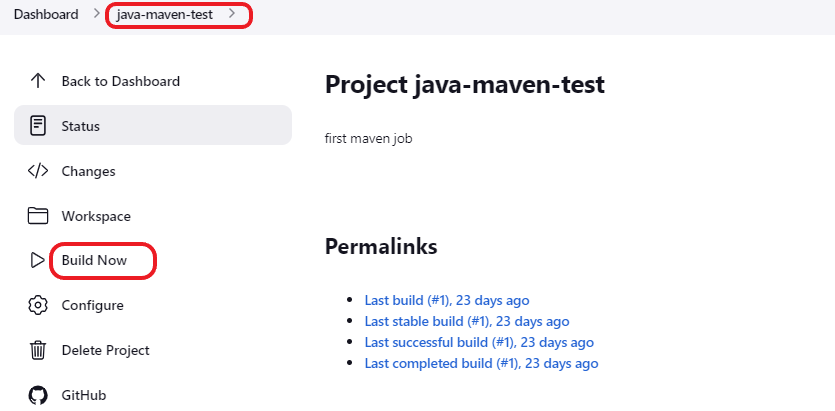 Dashboard > java-maven-test >
Back to Dashboard
Status
Changes
Workspace
Build Now
Configure
Delete Project
GitHub
Project java-maven-test
first maven job
Permalinks
Last build (#1), 23 days ago
Last stable build (#1), 23 days ago
Last successful build (#1), 23 days ago
Last completed build (#1), 23 days ago